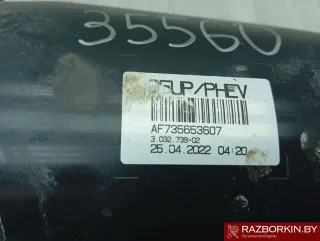 35560
/PHEV
AF735653607
3 032 739-02
25.04.2022 04:20
RAZBORKIN.BY